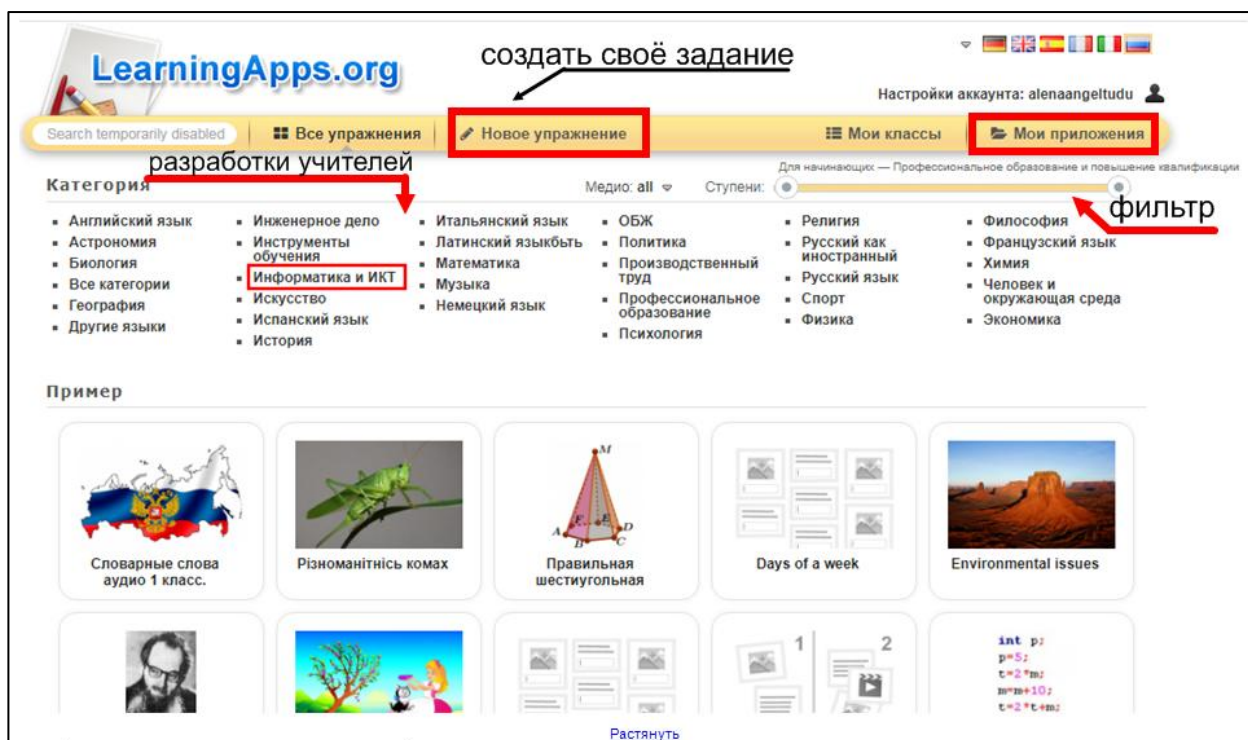 создать своё задание
LearningApps.org
Настройки аккаунта: alenaangeltudu
Search temporarily disabled
Все упражнения
Новое упражнение
Мои классы
Мои приложения
разработки учителей
Для начинающих — Профессиональное образование и повышение квалификации
Категория
Медио: all
Ступени:
фильтр
Английский язык
Астрономия
Биология
Все категории
География
Другие языки
Инженерное дело
Инструменты
обучения
Информатика и ИКТ
Искусство
Испанский язык
История
Итальянский язык
Латинский языкбыть
Математика
Музыка
Немецкий язык
ОБЖ
Политика
Производственный
труд
Профессиональное
образование
Психология
Религия
Русский как
иностранный
Русский язык
Спорт
Физика
Философия
Французский язык
Химия
Человек и
окружающая среда
Экономика
Пример
Словарные слова
аудио 1 класс.
Різноманітнісь комах
M
A
B
C
D
E
F
Правильная
шестиугольная
Days of a week
Environmental issues
1
2
int p;
p=5;
t=2*m;
m=m+10;
t=2*t+m;
Растянуть